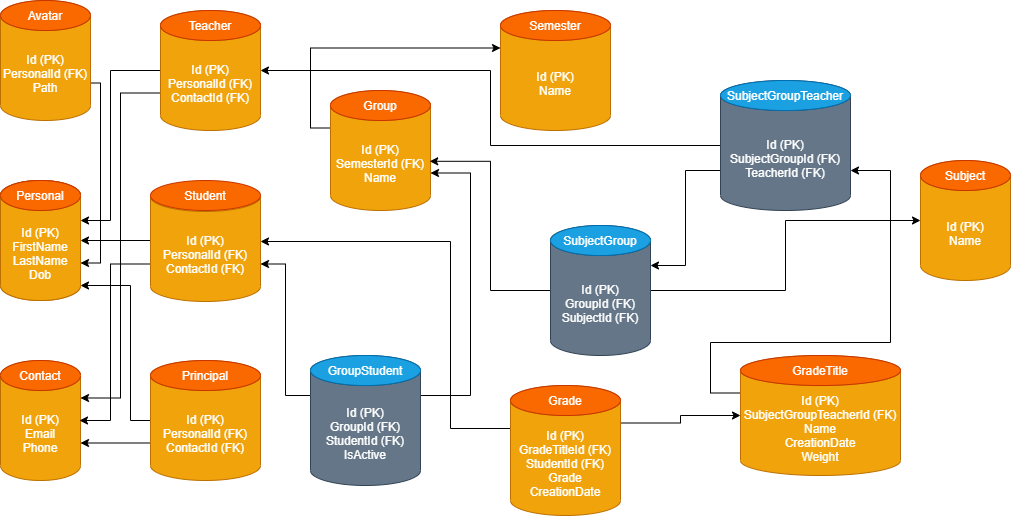 Avatar
Id (PK)
PersonalId (FK)
Path
Teacher
Id (PK)
PersonalId (FK)
ContactId (FK)
Semester
Id (PK)
Name
Group
Id (PK)
SemesterId (FK)
Name
SubjectGroupTeacher
Id (PK)
SubjectGroupId (FK)
TeacherId (FK)
Subject
Id (PK)
Name
Personal
Id (PK)
FirstName
LastName
Dob
Student
Id (PK)
PersonalId (FK)
ContactId (FK)
SubjectGroup
Id (PK)
GroupId (FK)
SubjectId (FK)
Contact
Id (PK)
Email
Phone
Principal
Id (PK)
PersonalId (FK)
ContactId (FK)
GroupStudent
Id (PK)
GroupId (FK)
StudentId (FK)
IsActive
Grade
Id (PK)
GradeTitleId (FK)
StudentId (FK)
Grade
CreationDate
GradeTitle
Id (PK)
SubjectGroupTeacherId (FK)
Name
CreationDate
Weight